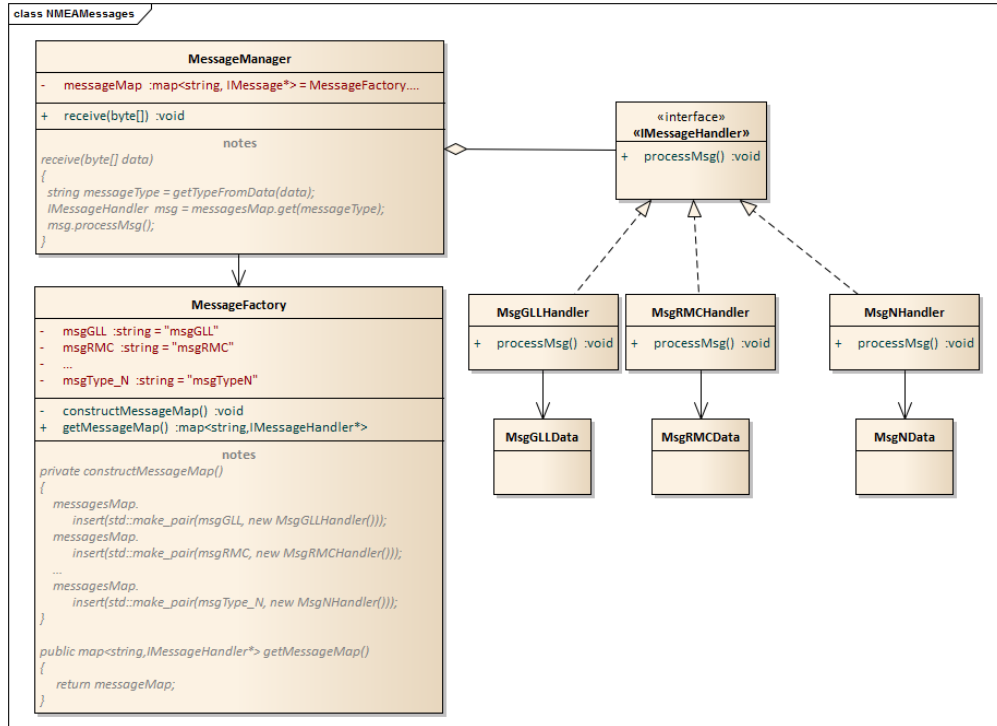 class NMEAMessages
MessageManager
- messageMap :map<string, IMessage*> = MessageFactory....
+ receive(byte[]) :void
notes
receive(byte[] data)
{
string messageType = getTypeFromData(data);
IMessageHandler msg = messagesMap.get(messageType);
msg.processMsg();
}
«interface»
«IMessageHandler»
+ processMsg() :void
MessageFactory
- msgGLL :string = "msgGLL"
- msgRMC :string = "msgRMC"
- ...
- msgType_N :string = "msgTypeN"
- constructMessageMap() :void
+ getMessageMap() :map<string,IMessageHandler*>
notes
private constructMessageMap()
{
messagesMap.
insert(std::make_pair(msgGLL, new MsgGLLHandler()));
messagesMap.
insert(std::make_pair(msgRMC, new MsgRMCHandler()));
...
messagesMap.
insert(std::make_pair(msgType_N, new MsgNHandler()));
}
public map<string,IMessageHandler*> getMessageMap()
{
return messageMap;
}
MsgGLLHandler
+ processMsg() :void
MsgRMCHandler
+ processMsg() :void
MsgNHandler
+ processMsg() :void
MsgGLLData
MsgRMCData
MsgNData